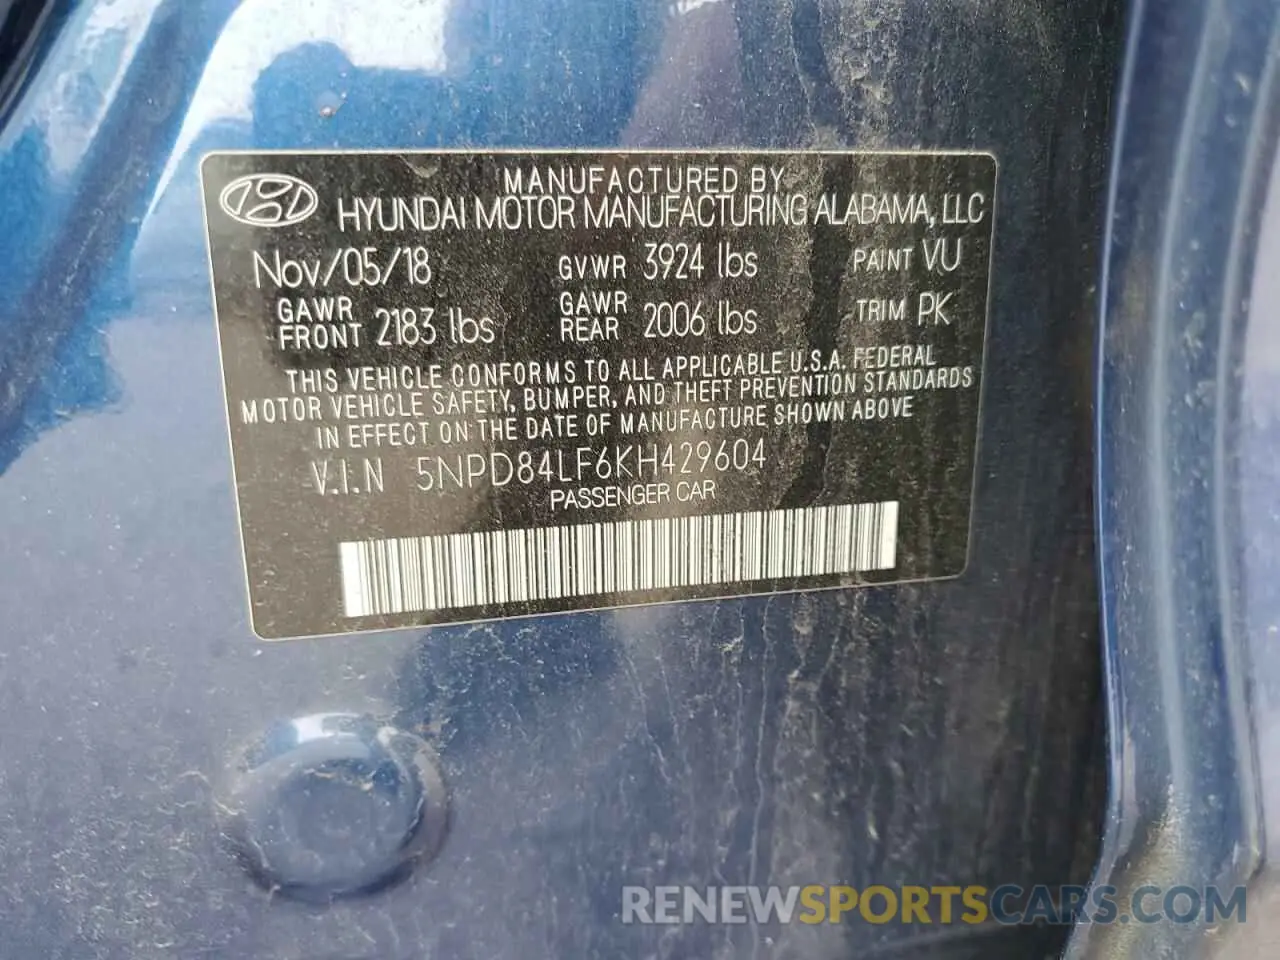 MANUFACTURED BY
HYUNDAI MOTOR MANUFACTURING ALABAMA, LLC
Nov/05/18 GVWR 3924 lbs PAINT VU
GAWR FRONT 2183 lbs GAWR REAR 2006 lbs TRIM PK
THIS VEHICLE CONFORMS TO ALL APPLICABLE U.S.A. FEDERAL
MOTOR VEHICLE SAFETY, BUMPER, AND THEFT PREVENTION STANDARDS
IN EFFECT ON THE DATE OF MANUFACTURE SHOWN ABOVE
V.I.N 5NPD84LF6KH429604
PASSENGER CAR
RENEWSPORTSCARS.COM